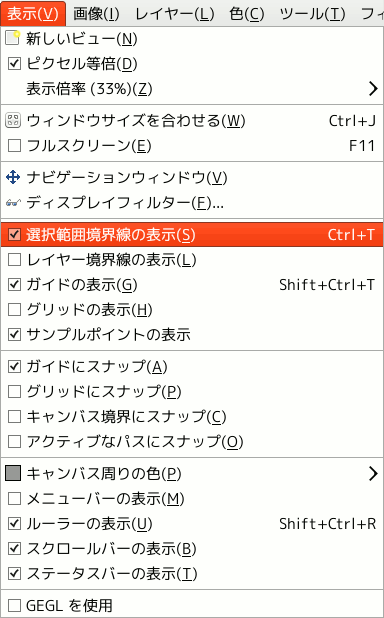 表示(V) 画像(I) レイヤー(L) 色(C) ツール(T) フィ
新しいビュー(N)
ピクセル等倍(D)
表示倍率 (33%)(Z)
ウィンドウサイズを合わせる(W) Ctrl+J
フルスクリーン(E) F11
ナビゲーションウィンドウ(V)
ディスプレイフィルター(F)...
選択範囲境界線の表示(S) Ctrl+T
レイヤー境界線の表示(L)
ガイドの表示(G) Shift+Ctrl+T
グリッドの表示(H)
サンプルポイントの表示
ガイドにスナップ(A)
グリッドにスナップ(P)
キャンバス境界にスナップ(C)
アクティブなパスにスナップ(O)
キャンバス周りの色(P)
メニューバーの表示(M)
ルーラーの表示(U) Shift+Ctrl+R
スクロールバーの表示(B)
ステータスバーの表示(T)
GEGL を使用